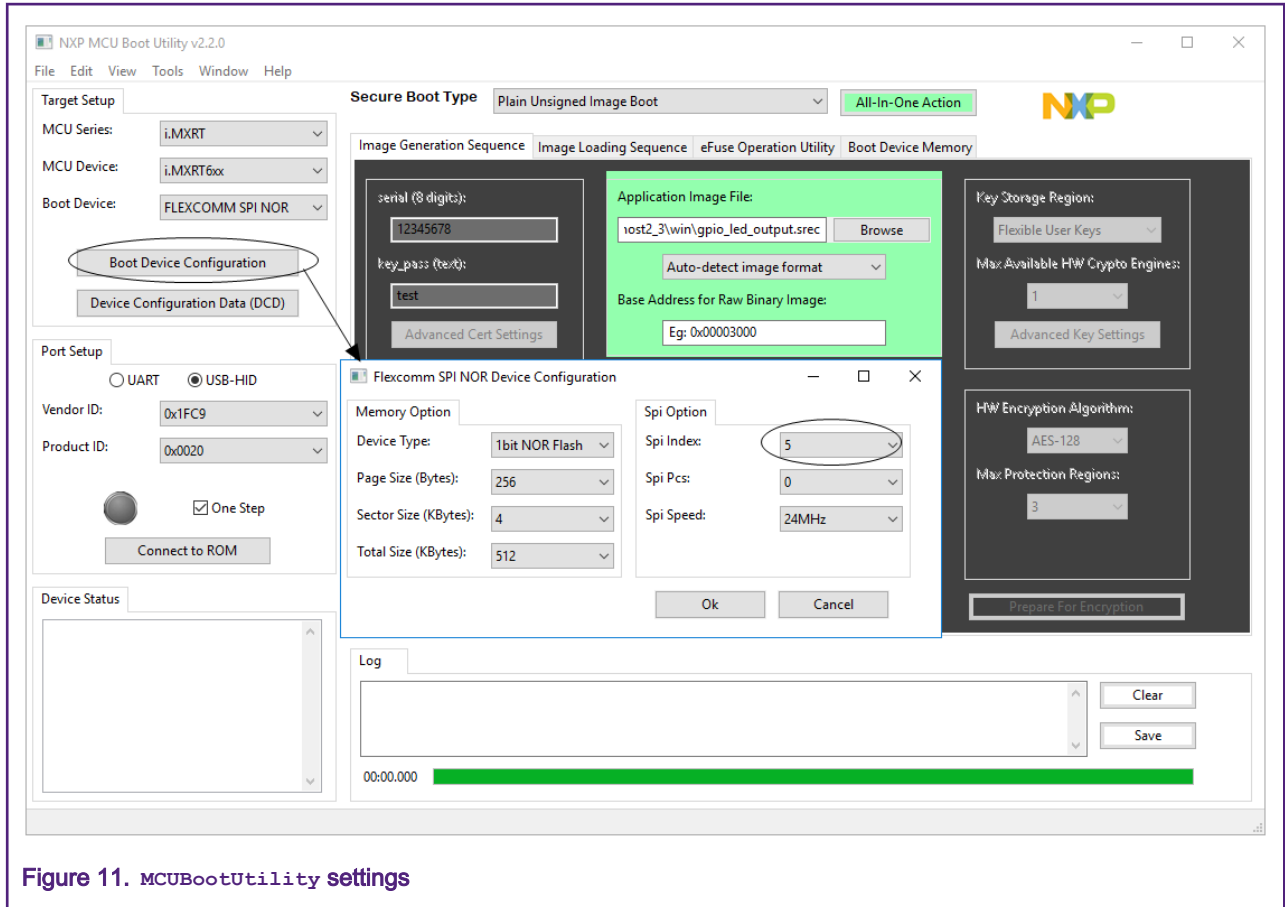 NXP MCU Boot Utility v2.2.0
File Edit View Tools Window Help
Target Setup
MCU Series: i.MXRT
MCU Device: i.MXRT6xx
Boot Device: FLEXCOMM SPI NOR
Boot Device Configuration
Device Configuration Data (DCD)
Port Setup
UART USB-HID
Vendor ID: 0x1FC9
Product ID: 0x0020
One Step
Connect to ROM
Device Status
Secure Boot Type Plain Unsigned Image Boot All-In-One Action NXP
Image Generation Sequence Image Loading Sequence eFuse Operation Utility Boot Device Memory
serial (8 digits):
12345678
key_pass (text):
test
Advanced Cert Settings
Application Image File:
ıost2_3\win\gpio_led_output.srec Browse
Auto-detect image format
Base Address for Raw Binary Image:
Eg: 0x00003000
Key Storage Region:
Flexible User Keys
Max Available HW Crypto Engines:
1
Advanced Key Settings
HW Encryption Algorithm:
AES-128
Max Protection Regions:
3
Prepare For Encryption
Flexcomm SPI NOR Device Configuration
Memory Option
Device Type: 1bit NOR Flash
Page Size (Bytes): 256
Sector Size (KBytes): 4
Total Size (KBytes): 512
Spi Option
Spi Index: 5
Spi Pcs: 0
Spi Speed: 24MHz
Ok Cancel
Log
Clear
Save
00:00.000
Figure 11. MCUBootUtility settings